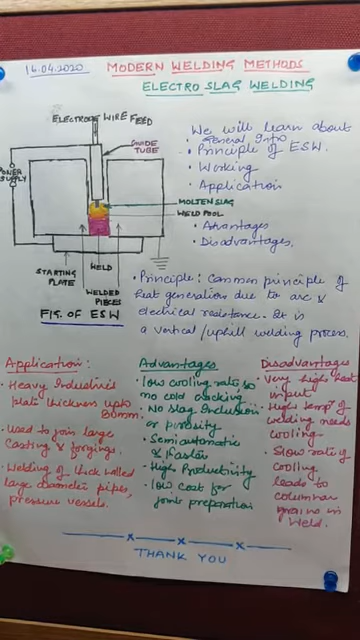 16.04.2020
MODERN WELDING METHODS
ELECTRO SLAG WELDING
ELECTRODE WIRE FEED
GUIDE TUBE
POWER SUPPLY
MOLTEN SLAG
WELD POOL
STARTING PLATE
WELD
WELDED PIECES
FIG. OF ESW
We will learn about
• General Intro
• Principle of ESW.
• Working
• Application
• Advantages
• Disadvantages.
• Principle: Common principle of
heat generation due to arc &
electrical resistance. It is
a vertical / uphill welding process.
Application:
• Heavy Industries
plate thickness upto
80mm.
• Used to join large
casting & forgings.
• Welding of thick walled
large diameter pipes,
pressure vessels.
Advantages
• low cooling rate so
no cold cracking
• No slag Inclusion
or porosity
• Semiautomatic
& Faster
• High Productivity
• low cost for
joint preparation
Disadvantages
• Very high heat
input
• High temp of
welding needs
cooling
• Slow rate of
cooling
leads to
columnar
grains in
weld.
THANK YOU